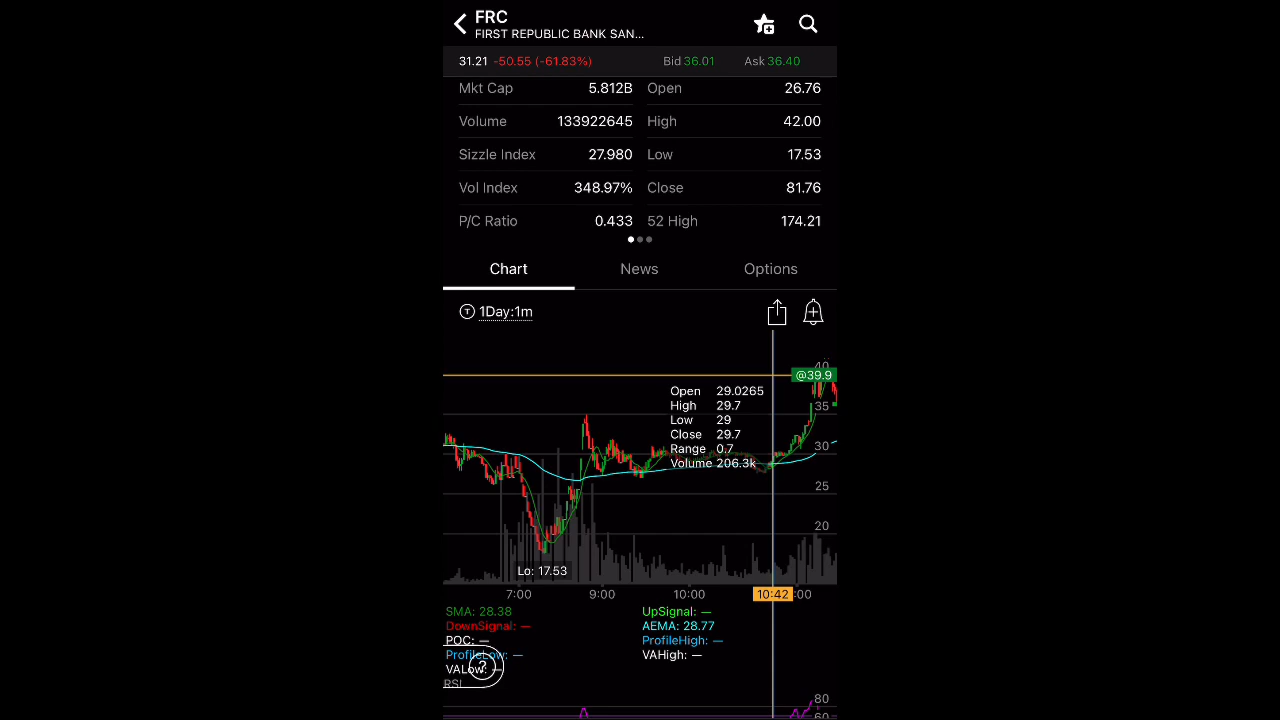 FRC
FIRST REPUBLIC BANK SAN...
31.21 -50.55 (-61.83%) Bid 36.01 Ask 36.40
Mkt Cap 5.812B Open 26.76
Volume 133922645 High 42.00
Sizzle Index 27.980 Low 17.53
Vol Index 348.97% Close 81.76
P/C Ratio 0.433 52 High 174.21
Chart News Options
T 1Day:1m
40
@39.9
Open 29.0265
High 29.7
35
Low 29
Close 29.7
Range 0.7
30
Volume 206.3k
25
20
Lo: 17.53
7:00 9:00 10:00 10:42 :00
SMA: 28.38 UpSignal: —
DownSignal: — AEMA: 28.77
POC: — ProfileHigh: —
ProfileLow: — VAHigh: —
VALow: — ?
RSI
80
60